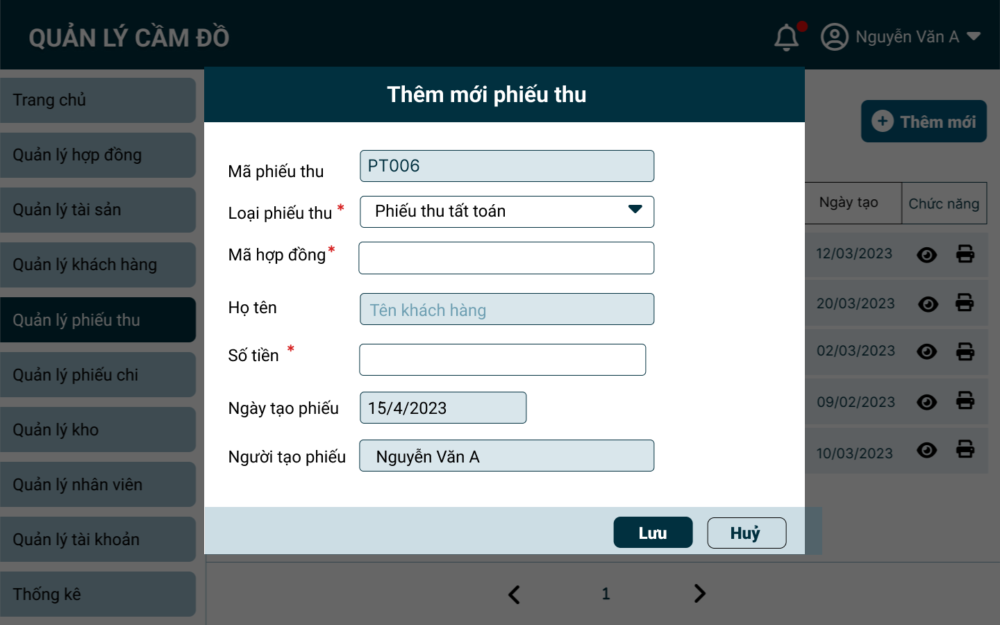 QUẢN LÝ CẦM ĐỒ
Nguyễn Văn A
Trang chủ
Quản lý hợp đồng
Quản lý tài sản
Quản lý khách hàng
Quản lý phiếu thu
Quản lý phiếu chi
Quản lý kho
Quản lý nhân viên
Quản lý tài khoản
Thống kê
Thêm mới phiếu thu
Mã phiếu thu
PT006
Loại phiếu thu *
Phiếu thu tất toán
Mã hợp đồng *
Họ tên
Tên khách hàng
Số tiền *
Ngày tạo phiếu
15/4/2023
Người tạo phiếu
Nguyễn Văn A
Lưu
Huỷ
Thêm mới
Ngày tạo
Chức năng
12/03/2023
20/03/2023
02/03/2023
09/02/2023
10/03/2023
1